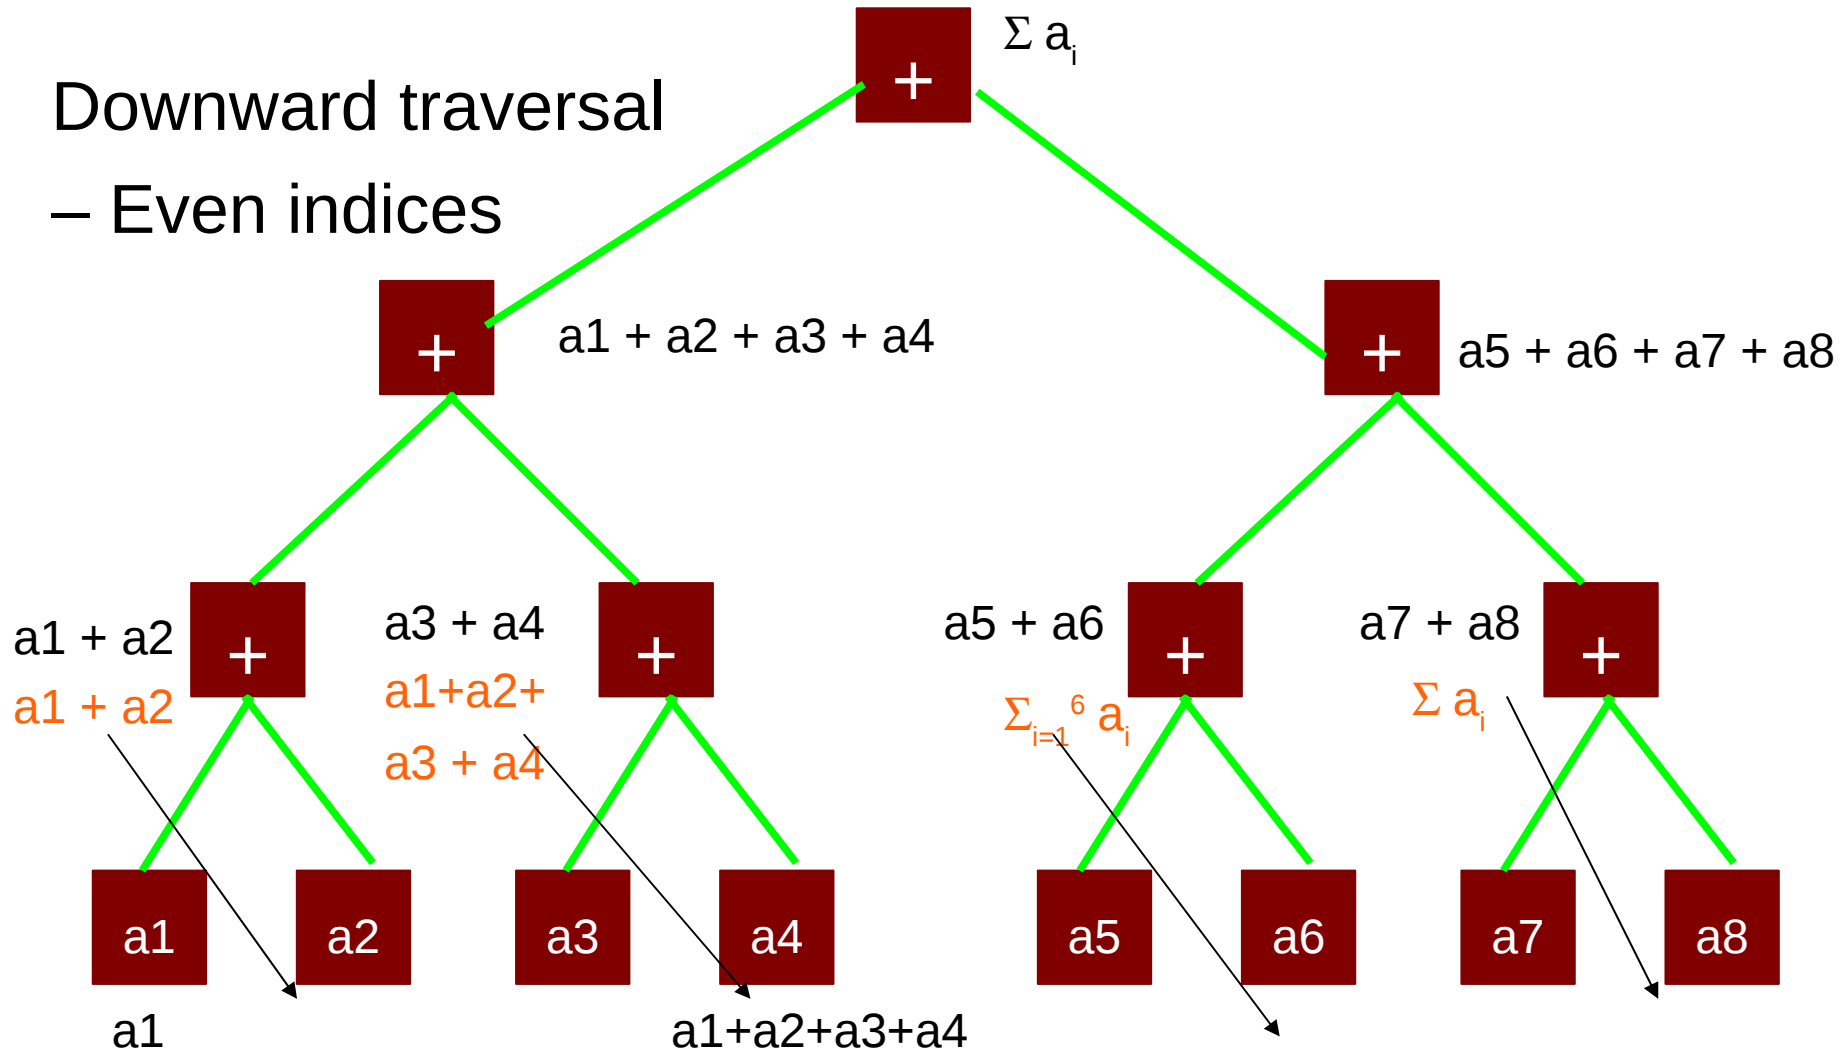 Σ aᵢ
+
Downward traversal
– Even indices
+
a1 + a2 + a3 + a4
+
a5 + a6 + a7 + a8
a1 + a2
a1 + a2
+
a3 + a4
a1+a2+
a3 + a4
+
a5 + a6
Σᵢ₌₁⁶ aᵢ
+
a7 + a8
Σ aᵢ
+
a1
a2
a3
a4
a5
a6
a7
a8
a1
a1+a2+a3+a4